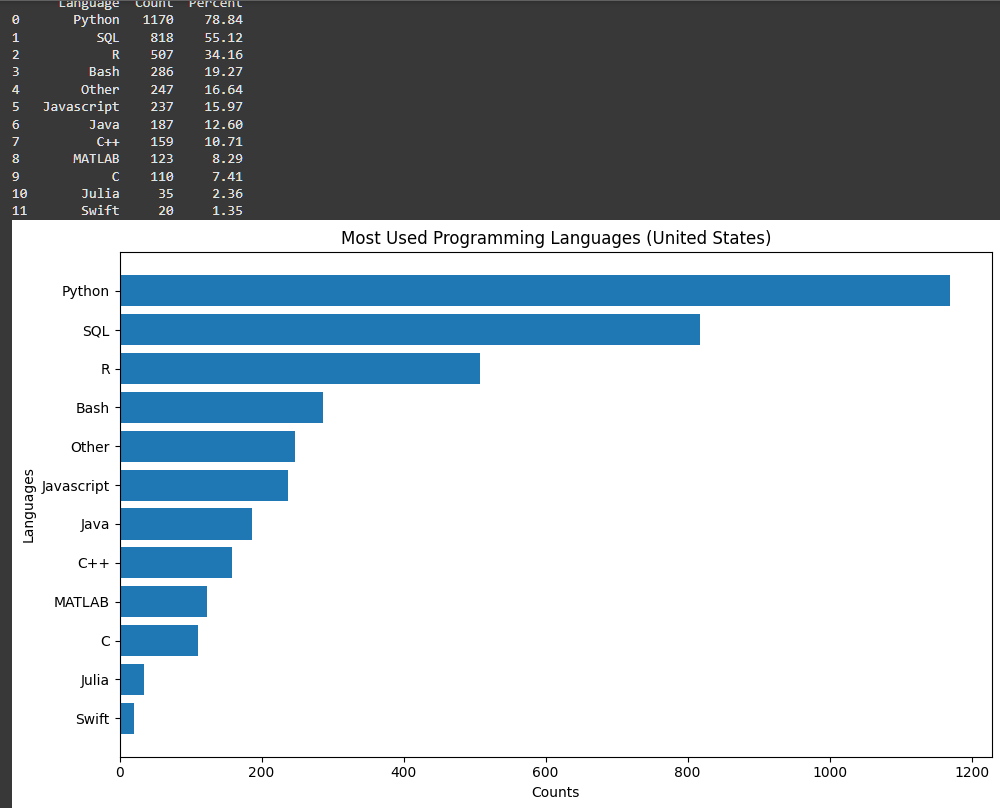 Language Count Percent
0 Python 1170 78.84
1 SQL 818 55.12
2 R 507 34.16
3 Bash 286 19.27
4 Other 247 16.64
5 Javascript 237 15.97
6 Java 187 12.60
7 C++ 159 10.71
8 MATLAB 123 8.29
9 C 110 7.41
10 Julia 35 2.36
11 Swift 20 1.35
Most Used Programming Languages (United States)
Languages
Python
SQL
R
Bash
Other
Javascript
Java
C++
MATLAB
C
Julia
Swift
0 200 400 600 800 1000 1200
Counts